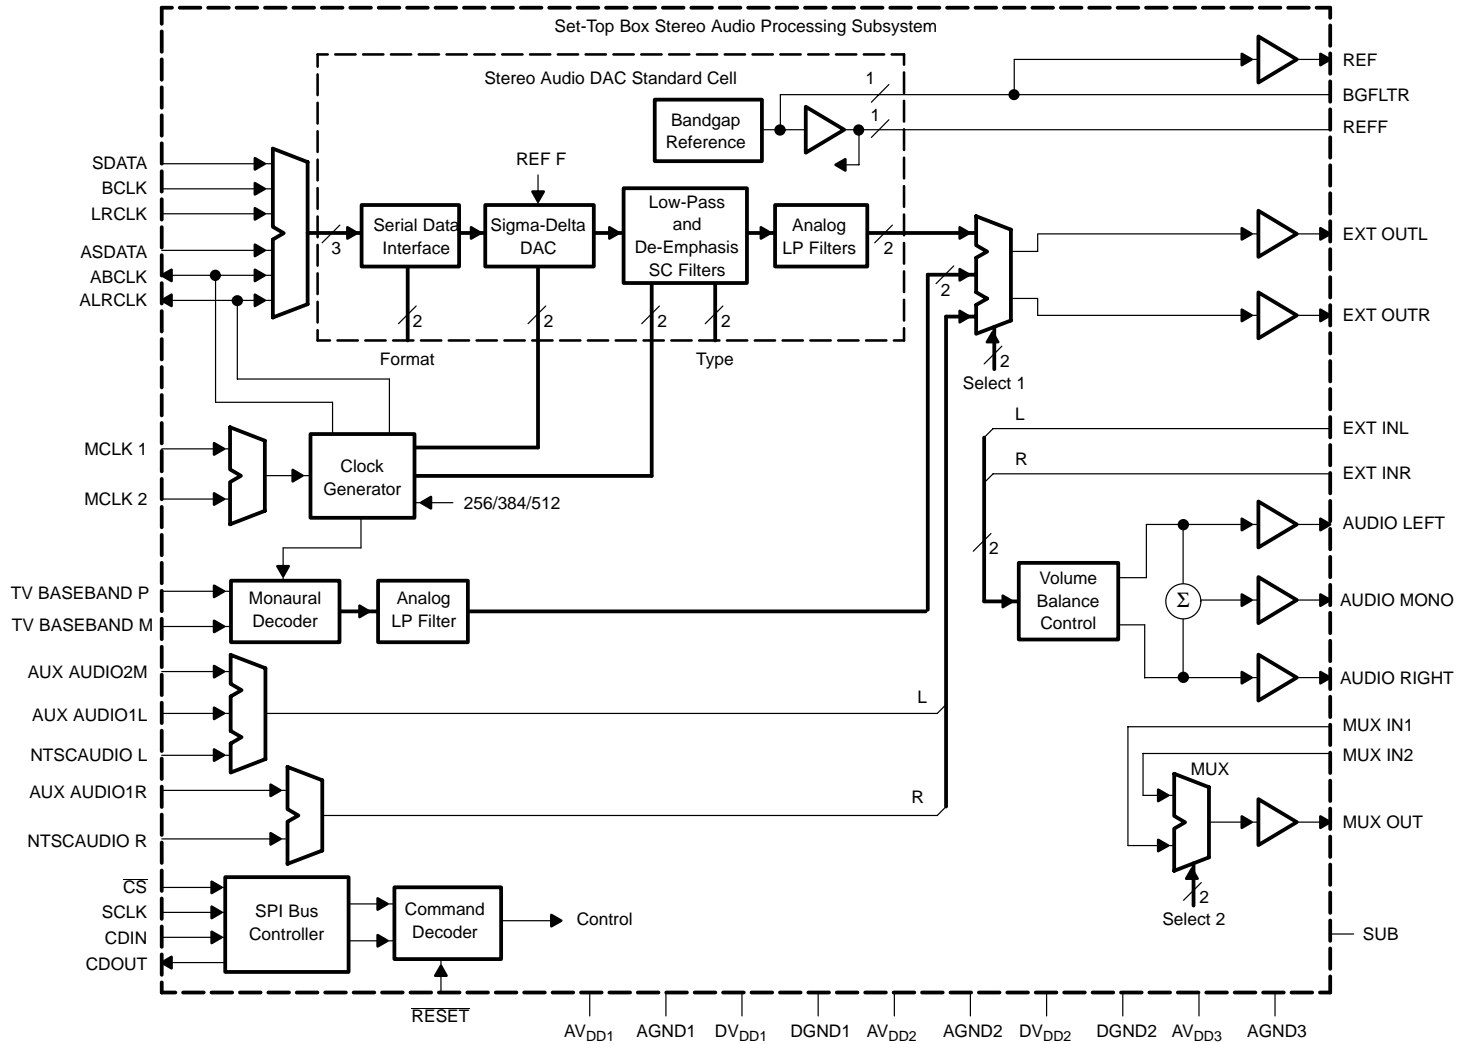 Set-Top Box Stereo Audio Processing Subsystem
Stereo Audio DAC Standard Cell
Bandgap
Reference
1
1
REF
BGFLTR
REFF
SDATA
BCLK
LRCLK
ASDATA
ABCLK
ALRCLK
3
Serial Data
Interface
REF F
Sigma-Delta
DAC
Low-Pass
and
De-Emphasis
SC Filters
Analog
LP Filters
2
2
2
2
2
2
Format
Type
2
Select 1
EXT OUTL
EXT OUTR
MCLK 1
MCLK 2
Clock
Generator
256/384/512
L
EXT INL
R
EXT INR
2
Volume
Balance
Control
Σ
AUDIO LEFT
AUDIO MONO
AUDIO RIGHT
TV BASEBAND P
TV BASEBAND M
Monaural
Decoder
Analog
LP Filter
AUX AUDIO2M
AUX AUDIO1L
NTSCAUDIO L
L
AUX AUDIO1R
NTSCAUDIO R
R
MUX IN1
MUX IN2
MUX
MUX OUT
2
Select 2
CS
SCLK
CDIN
CDOUT
SPI Bus
Controller
Command
Decoder
Control
SUB
RESET
AVDD1
AGND1
DVDD1
DGND1
AVDD2
AGND2
DVDD2
DGND2
AVDD3
AGND3